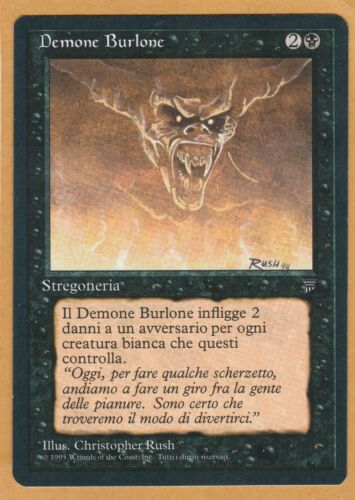 Demone Burlone 2
RUSH 94
Stregoneria
Il Demone Burlone infligge 2
danni a un avversario per ogni
creatura bianca che questi
controlla.
"Oggi, per fare qualche scherzetto,
andiamo a fare un giro fra la gente
delle pianure. Sono certo che
troveremo il modo di divertirci."
Illus. Christopher Rush
© 1995 Wizards of the Coast, Inc. Tutti i diritti riservati.